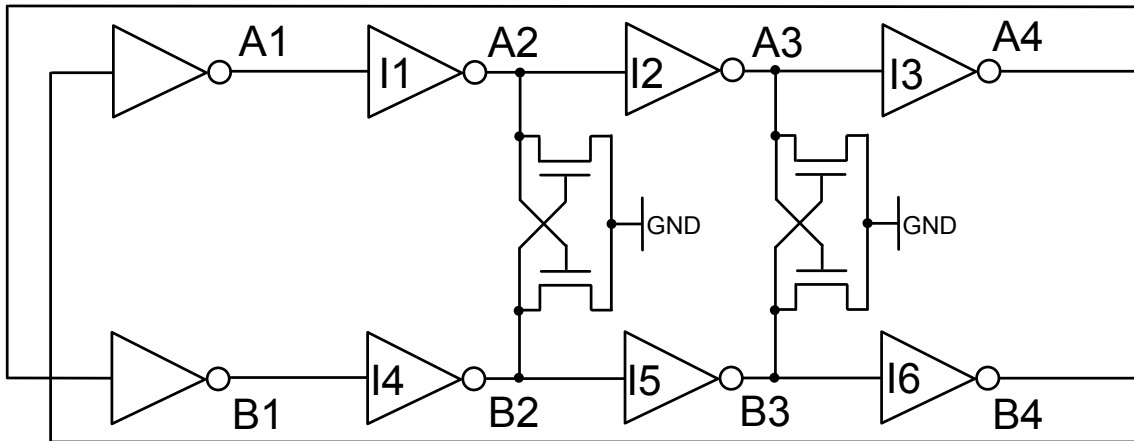 A1 A2 A3 A4
I1 I2 I3
GND GND
I4 I5 I6
B1 B2 B3 B4